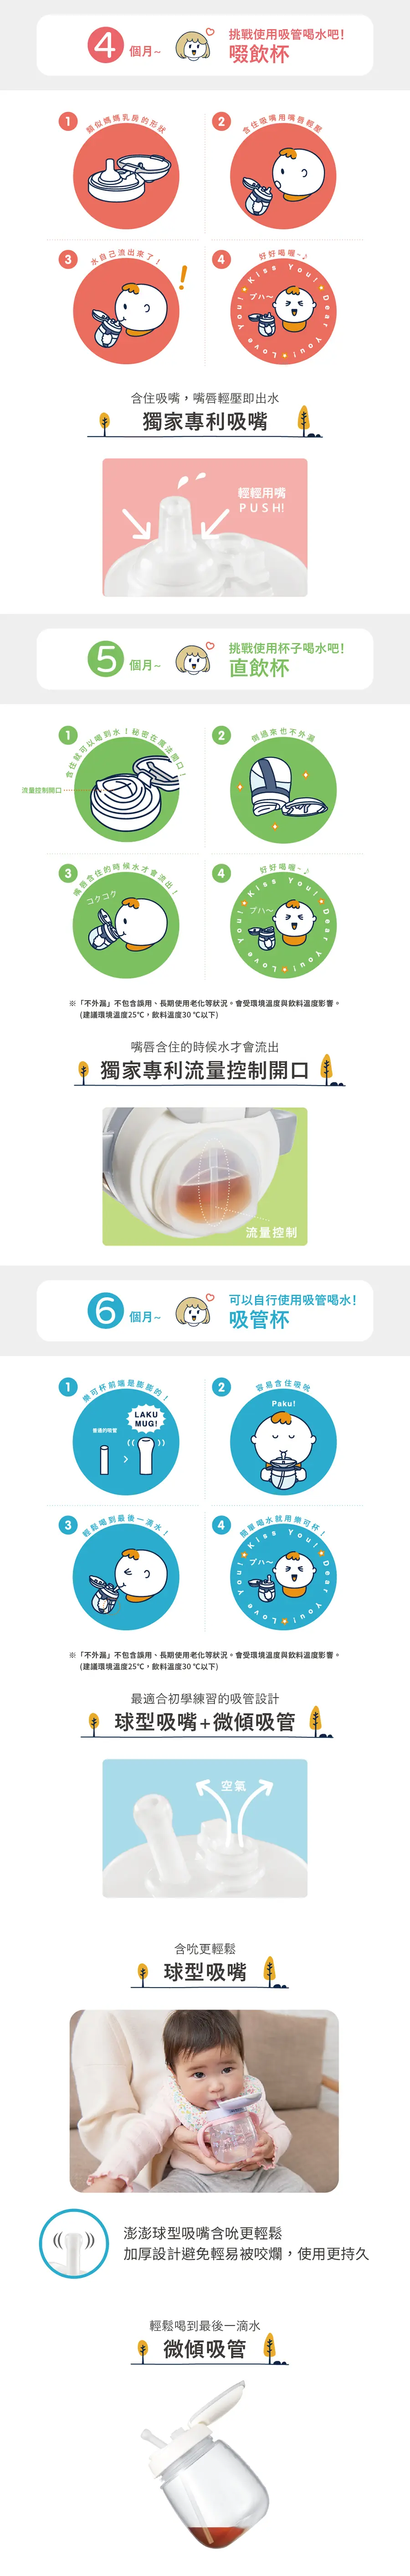 4 個月~
挑戰使用吸管喝水吧!
啜飲杯
1
類似媽媽乳房的形狀
2
含住吸嘴用嘴唇輕壓
3
水自己流出來了!
4
好好喝喔~♪
Kiss You! Dear You! Love You!
プハ～
含住吸嘴，嘴唇輕壓即出水
獨家專利吸嘴
輕輕用嘴
PUSH!
5 個月~
挑戰使用杯子喝水吧!
直飲杯
1
含住就可以喝到水！秘密在魔法開口!
流量控制開口
2
倒過來也不外漏
3
嘴唇含住的時候水才會流出!
コクコク
4
好好喝喔~♪
Kiss You! Dear You! Love You!
プハ～
※「不外漏」不包含誤用、長期使用老化等狀況。會受環境溫度與飲料溫度影響。
(建議環境溫度25℃，飲料溫度30 ℃以下)
嘴唇含住的時候水才會流出
獨家專利流量控制開口
流量控制
6 個月~
可以自行使用吸管喝水!
吸管杯
1
樂可杯前端是膨膨的!
普通的吸管
LAKU
MUG!
2
容易含住吸吮
Paku!
3
輕鬆喝到最後一滴水!
4
簡單喝水就用樂可杯!
Kiss You! Dear You! Love You!
プハ～
※「不外漏」不包含誤用、長期使用老化等狀況。會受環境溫度與飲料溫度影響。
(建議環境溫度25℃，飲料溫度30 ℃以下)
最適合初學練習的吸管設計
球型吸嘴+微傾吸管
空氣
含吮更輕鬆
球型吸嘴
澎澎球型吸嘴含吮更輕鬆
加厚設計避免輕易被咬爛，使用更持久
輕鬆喝到最後一滴水
微傾吸管